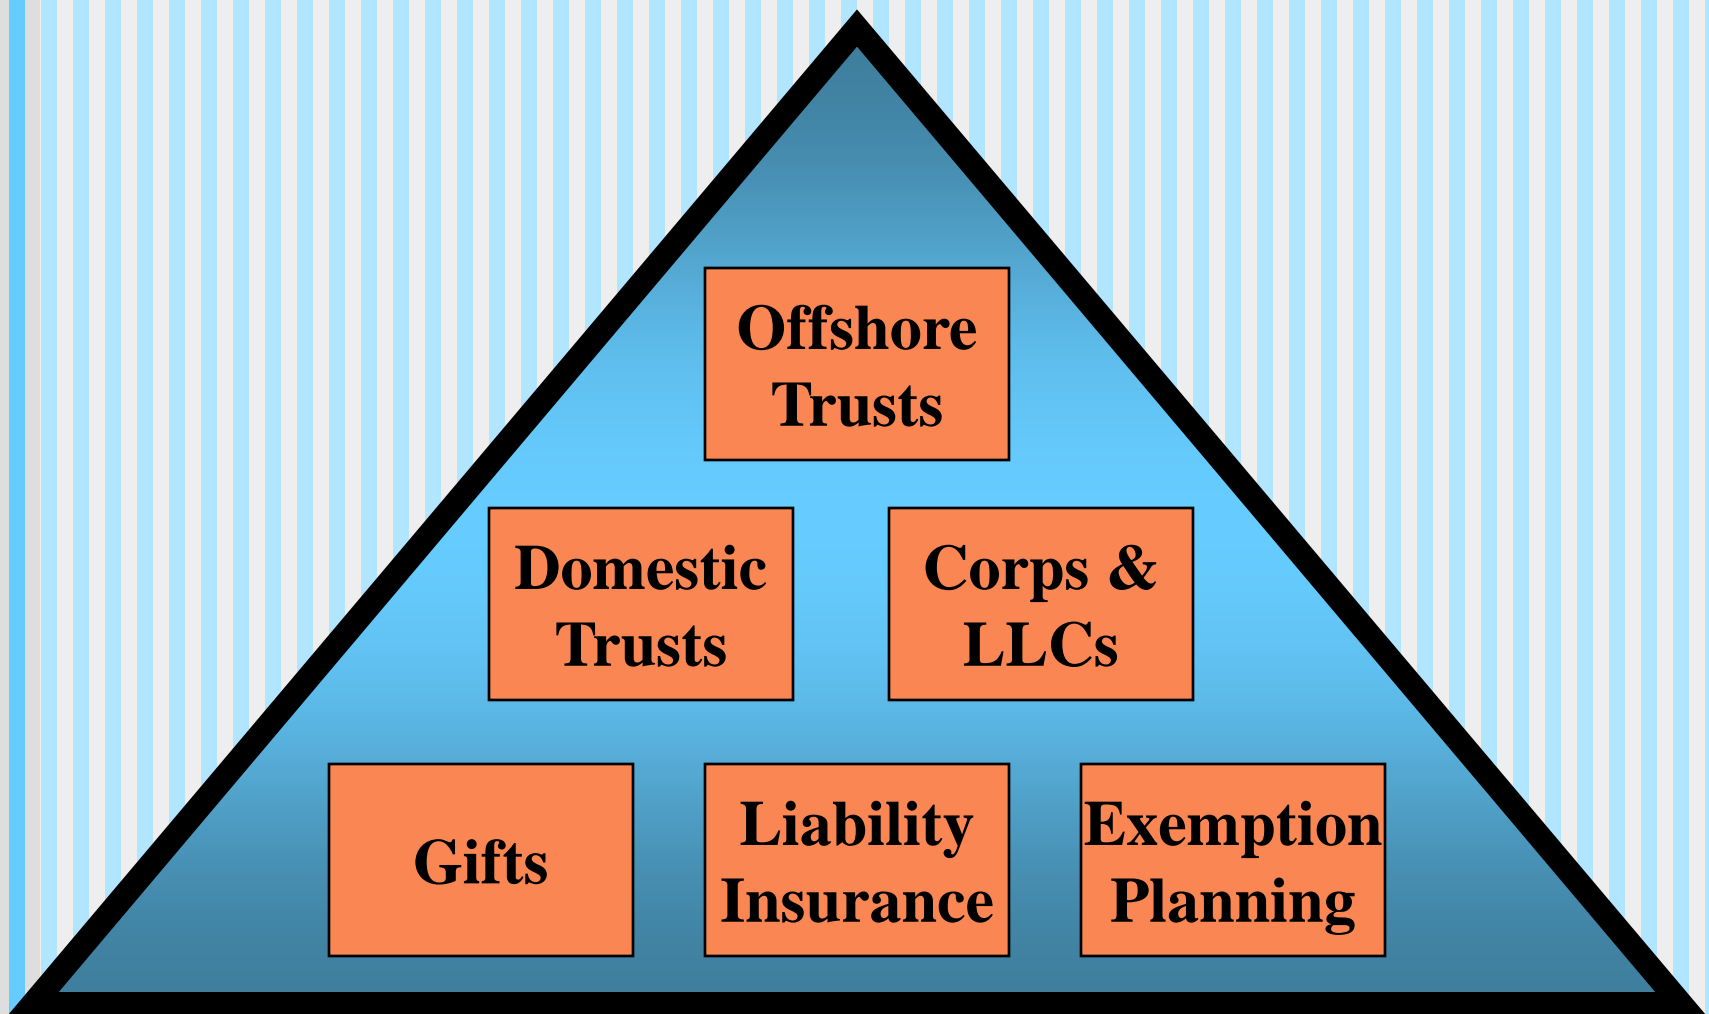 Offshore
Trusts
Domestic
Trusts
Corps &
LLCs
Gifts
Liability
Insurance
Exemption
Planning